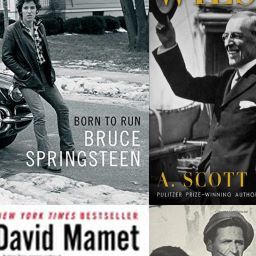 BORN TO RUN
BRUCE
SPRINGSTEEN
A. SCOTT
PULITZER PRIZE–WINNING AUTHO
NEW YORK TIMES BESTSELLER
David Mamet